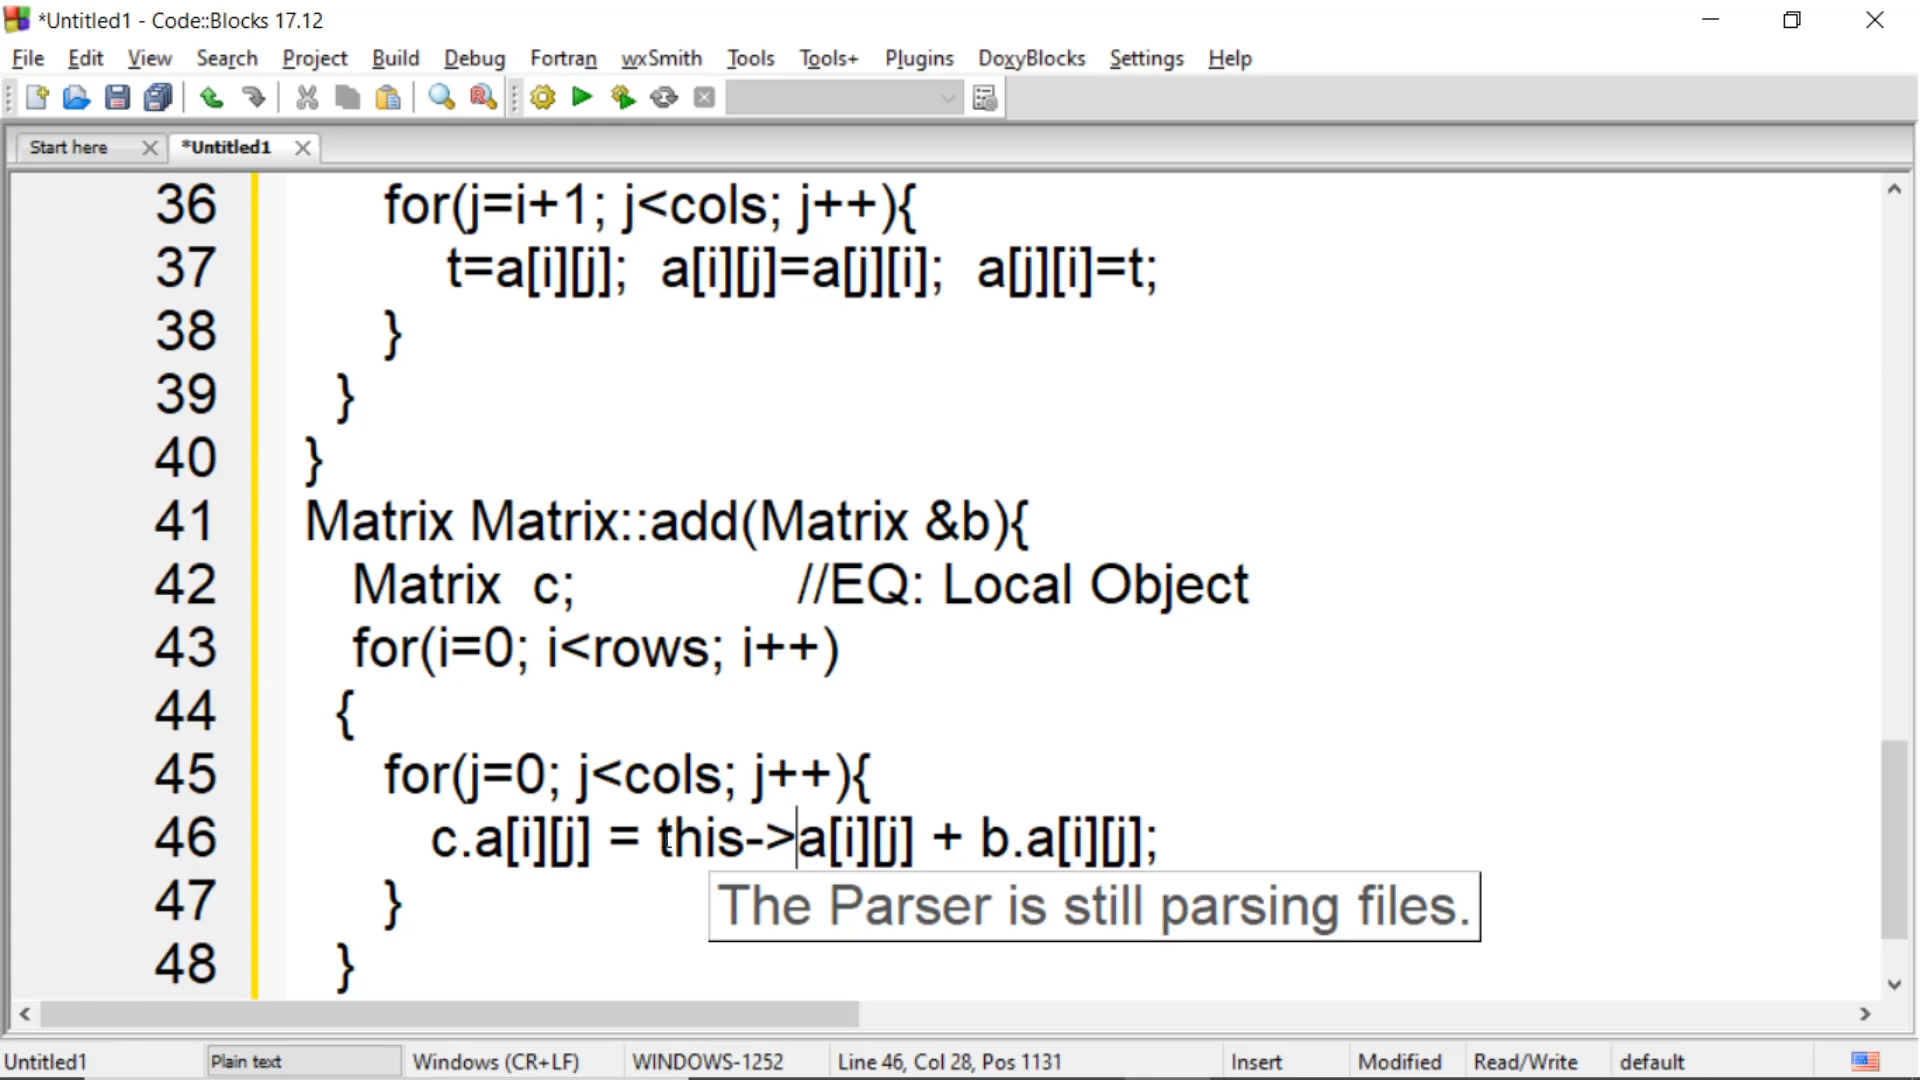 *Untitled1 - Code::Blocks 17.12
File Edit View Search Project Build Debug Fortran wxSmith Tools Tools+ Plugins DoxyBlocks Settings Help
Start here *Untitled1
36 for(j=i+1; j<cols; j++){
37 t=a[i][j]; a[i][j]=a[j][i]; a[j][i]=t;
38 }
39 }
40 }
41 Matrix Matrix::add(Matrix &b){
42 Matrix c; //EQ: Local Object
43 for(i=0; i<rows; i++)
44 {
45 for(j=0; j<cols; j++){
46 c.a[i][j] = this->a[i][j] + b.a[i][j];
47 }
The Parser is still parsing files.
48 }
Untitled1 Plain text Windows (CR+LF) WINDOWS-1252 Line 46, Col 28, Pos 1131 Insert Modified Read/Write default